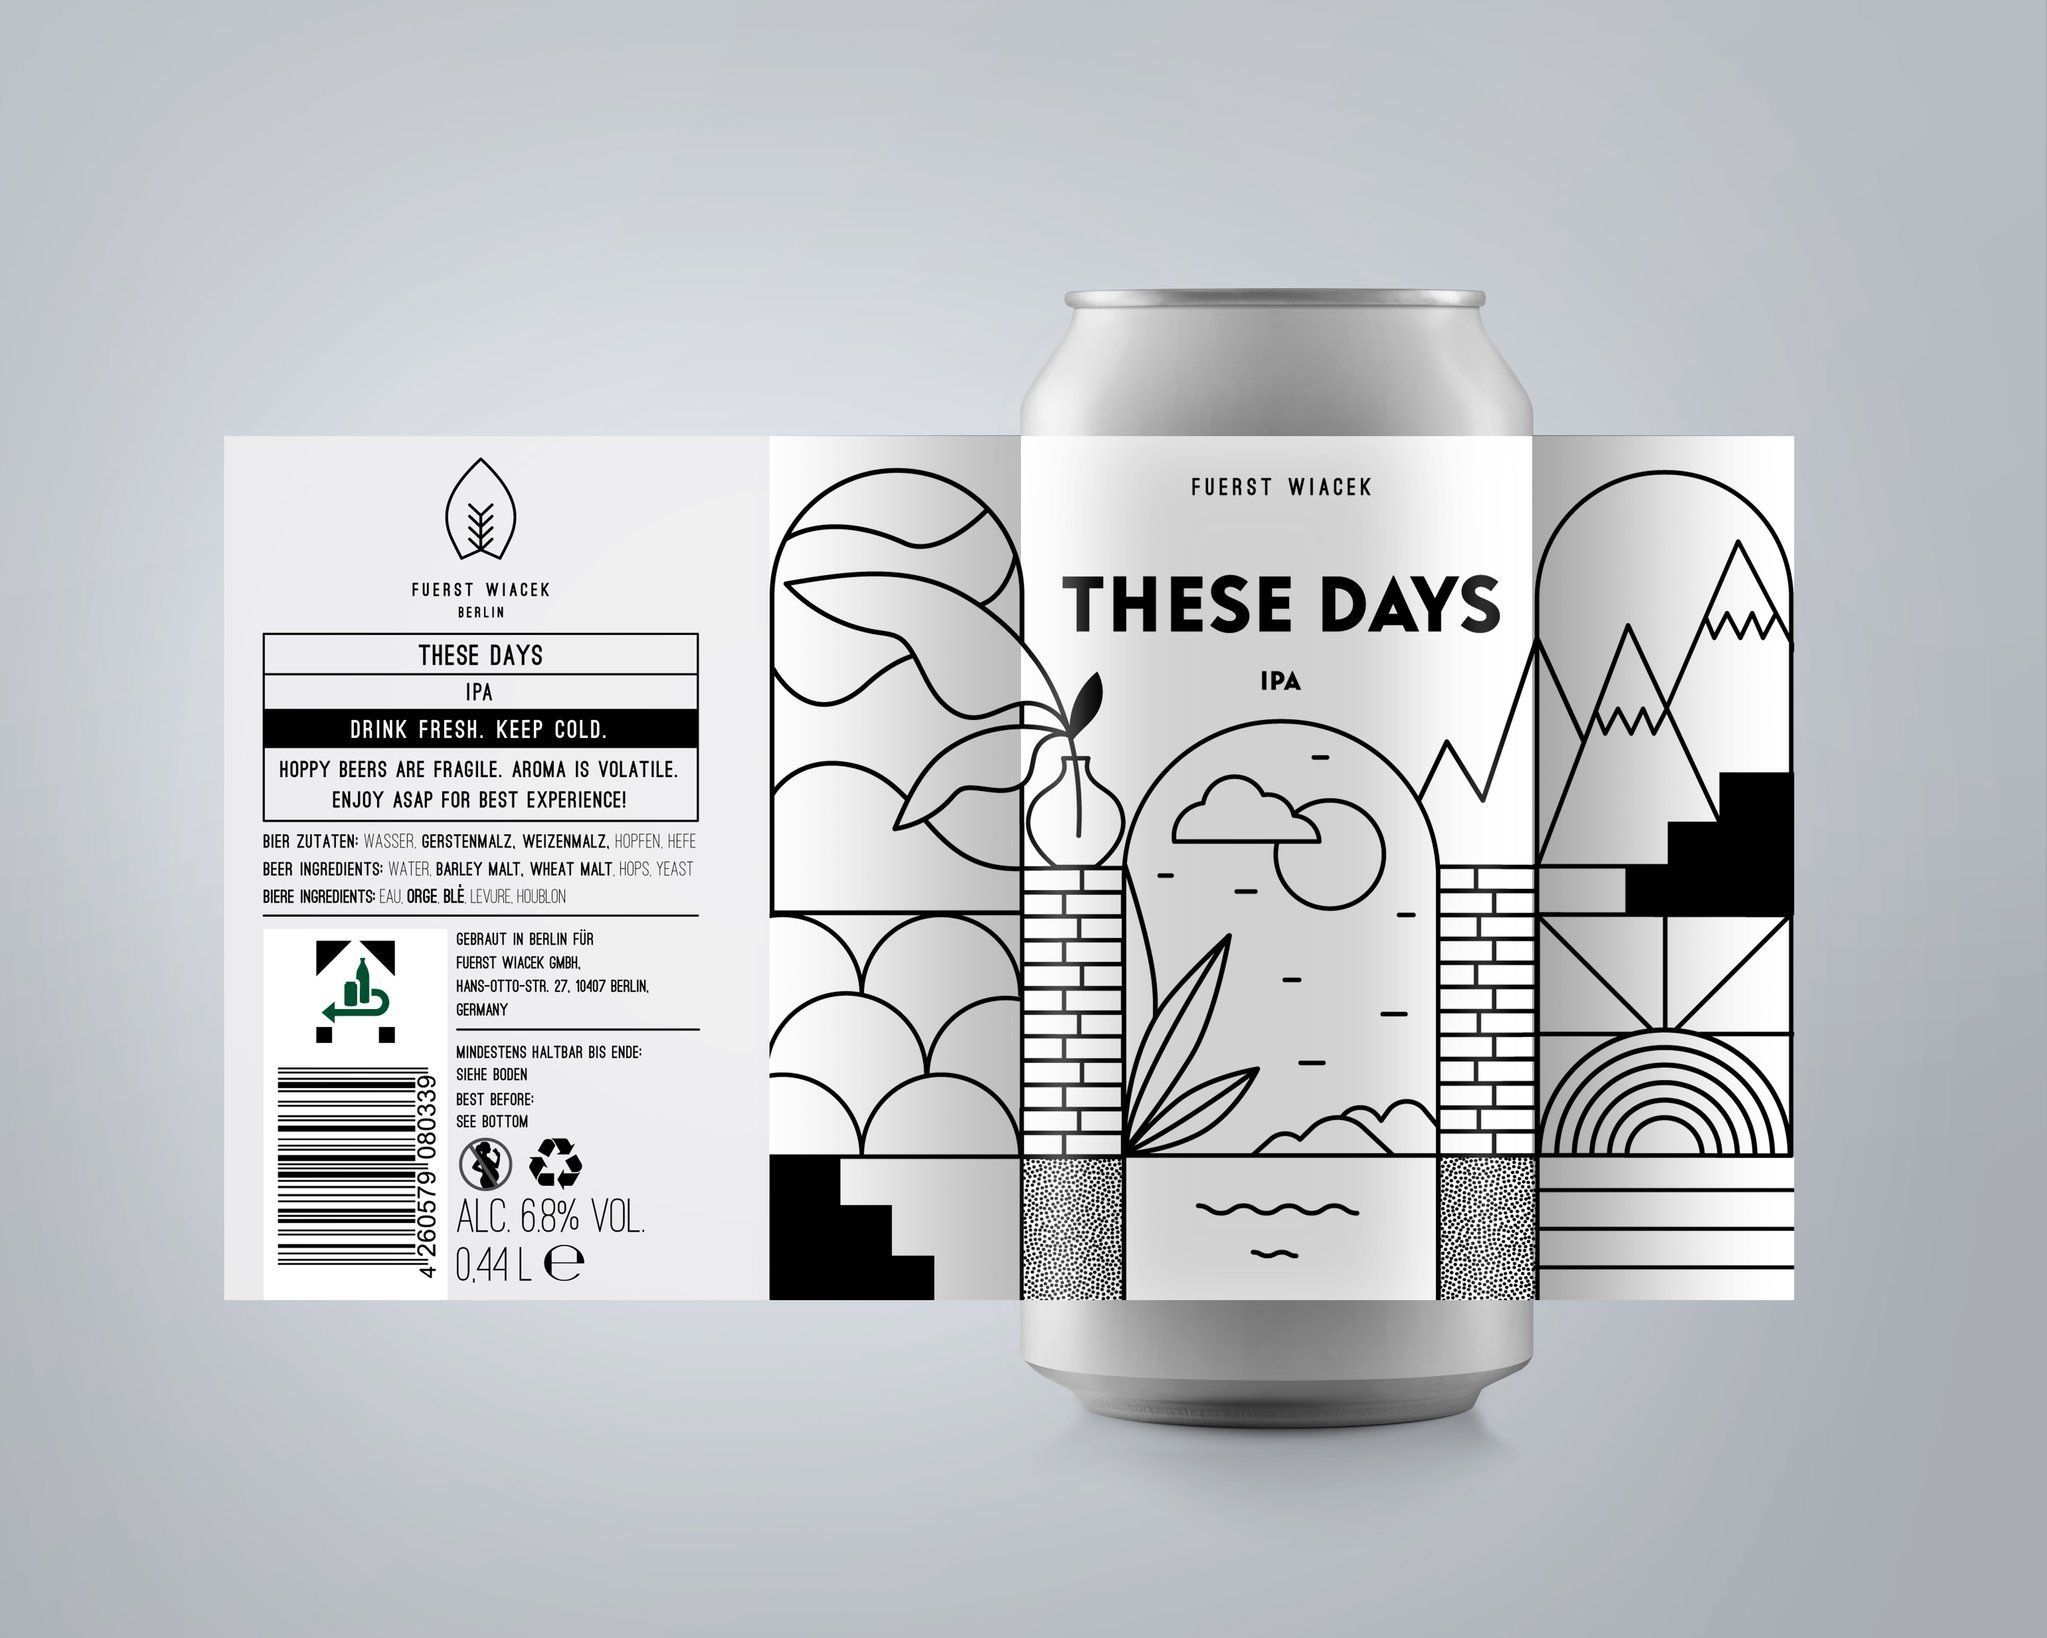 FUERST WIACEK
BERLIN
THESE DAYS
IPA
DRINK FRESH. KEEP COLD.
HOPPY BEERS ARE FRAGILE. AROMA IS VOLATILE.
ENJOY ASAP FOR BEST EXPERIENCE!
BIER ZUTATEN: WASSER, GERSTENMALZ, WEIZENMALZ, HOPFEN, HEFE
BEER INGREDIENTS: WATER, BARLEY MALT, WHEAT MALT, HOPS, YEAST
BIERE INGREDIENTS: EAU, ORGE, BLÉ, LEVURE, HOUBLON
GEBRAUT IN BERLIN FÜR
FUERST WIACEK GMBH,
HANS-OTTO-STR. 27, 10407 BERLIN,
GERMANY
MINDESTENS HALTBAR BIS ENDE:
SIEHE BODEN
BEST BEFORE:
SEE BOTTOM
ALC. 6.8% VOL.
0,44 L ℮
4 260579 080339
FUERST WIACEK
THESE DAYS
IPA